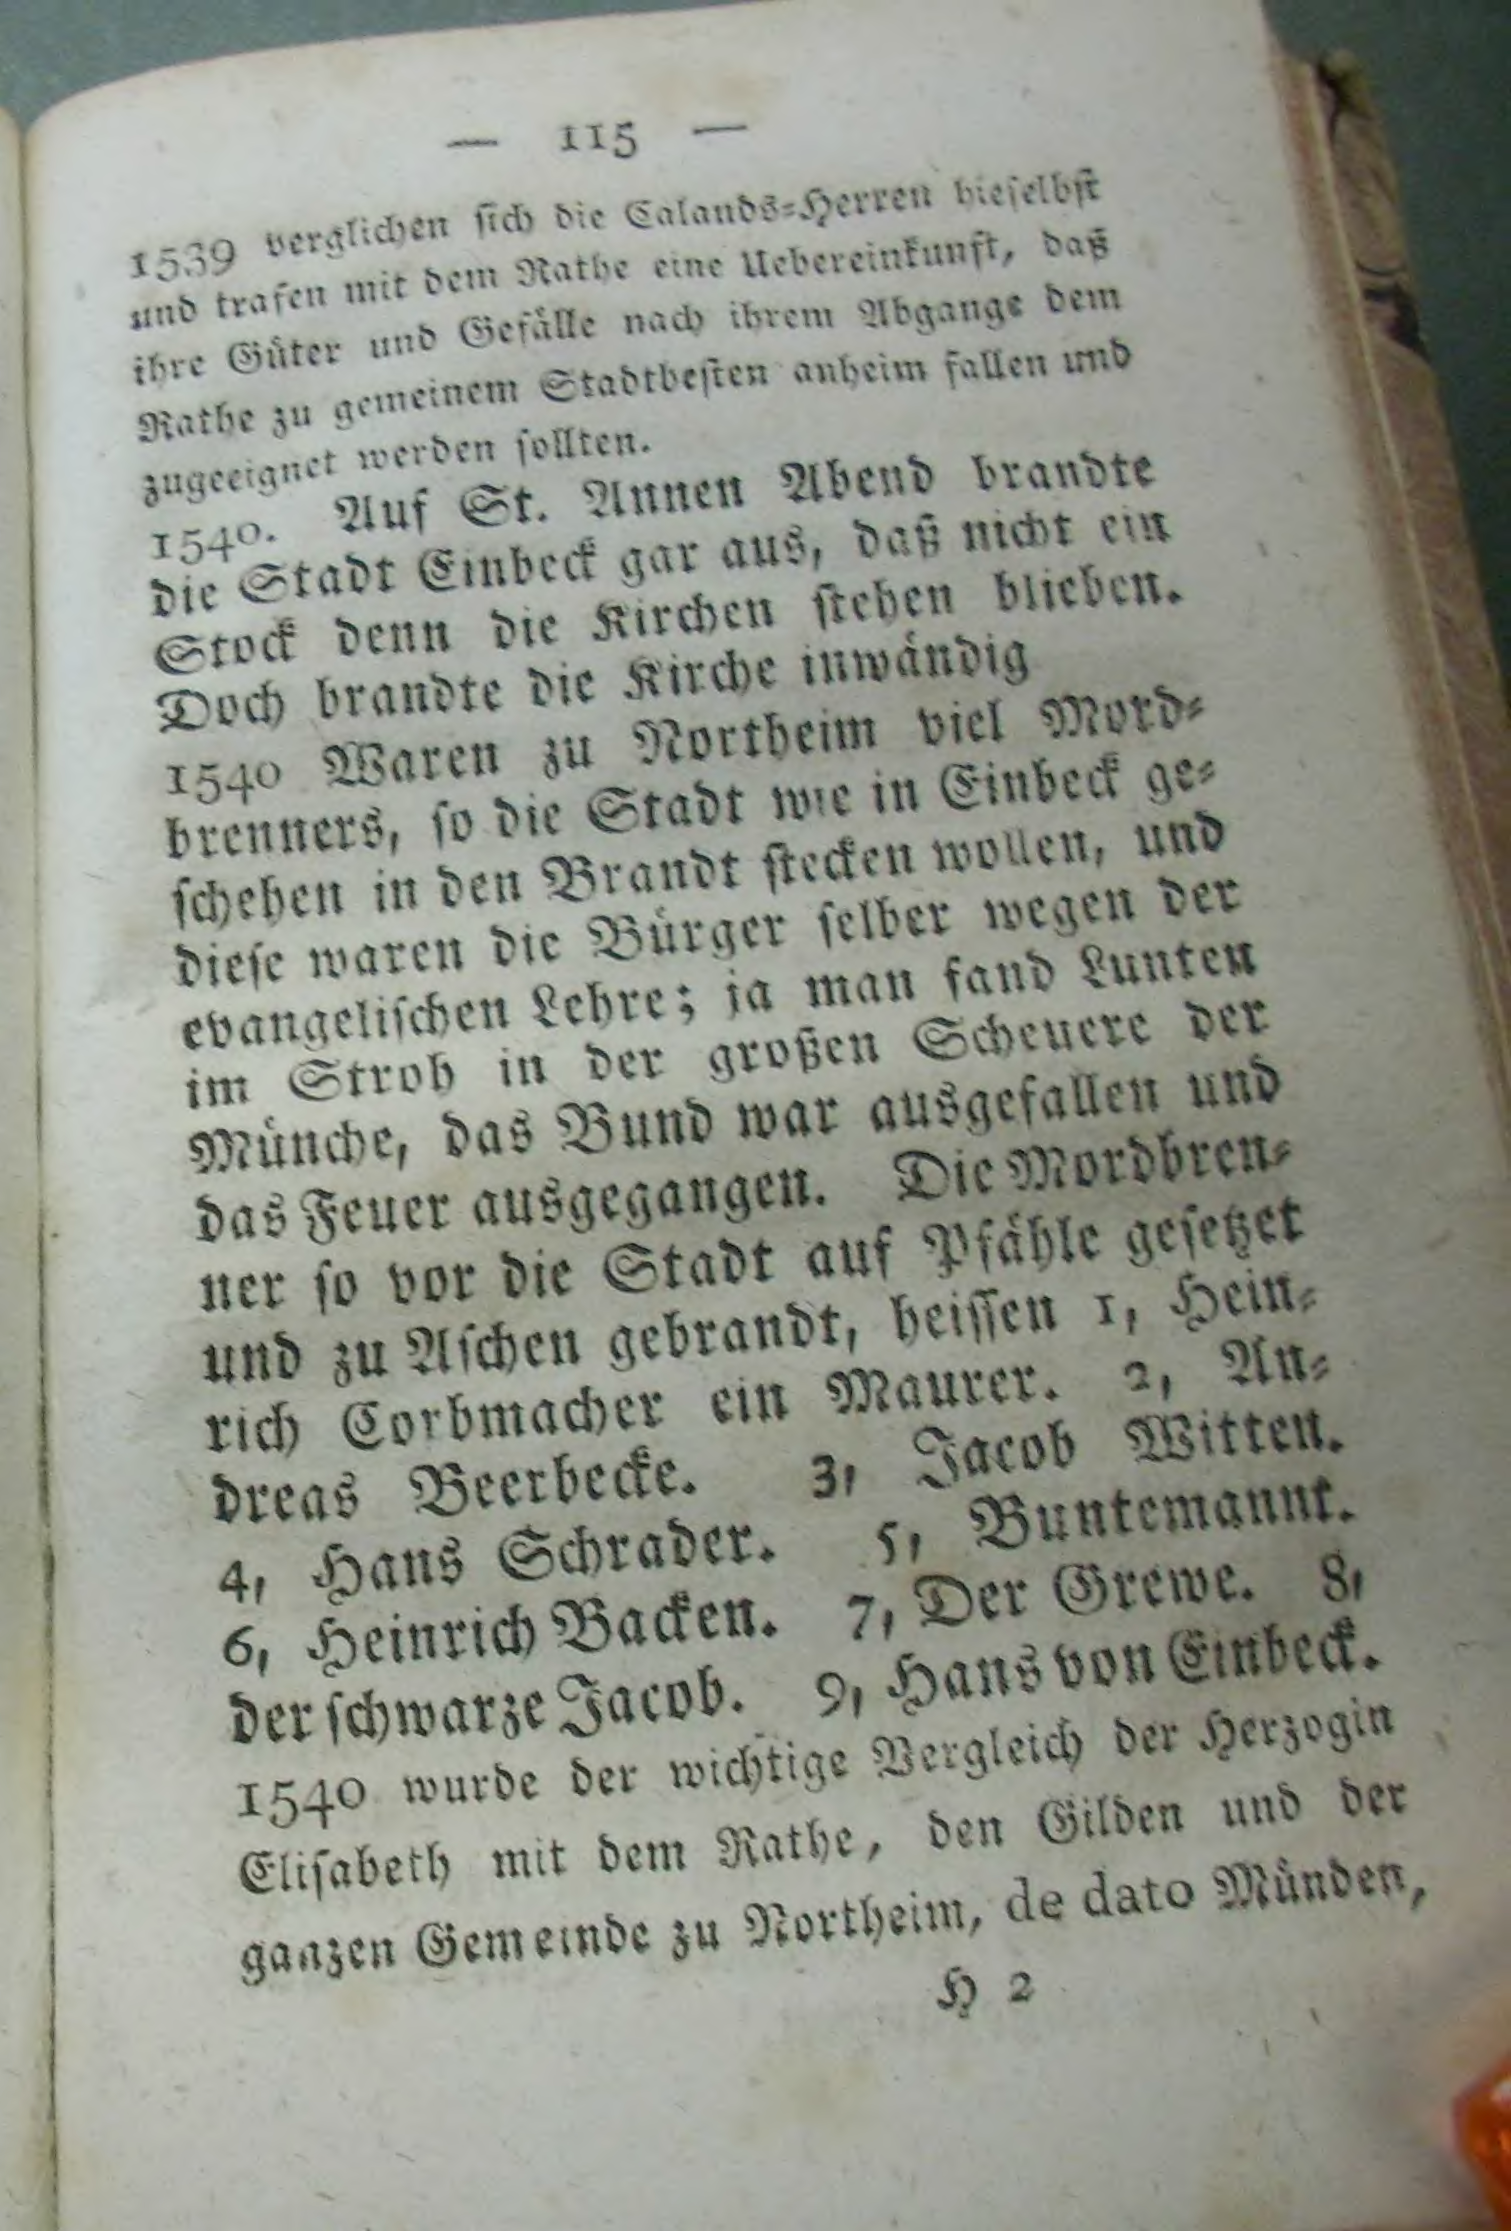 — 115 —
1539 verglichen sich die Calands-Herren hieselbst
und trafen mit dem Rathe eine Uebereinkunft, daß
ihre Güter und Gefälle nach ihrem Abgange dem
Rathe zu gemeinem Stadtbesten anheim fallen und
zugeeignet werden sollten.
1540. Auf St. Annen Abend brandte
die Stadt Einbeck gar aus, daß nicht ein
Stock denn die Kirchen stehen blieben.
Doch brandte die Kirche inwändig
1540 Waren zu Northeim viel Mord-
brenners, so die Stadt wie in Einbeck ge-
schehen in den Brandt stecken wollen, und
diese waren die Bürger selber wegen der
evangelischen Lehre; ja man fand Lunten
im Stroh in der großen Scheuere der
Münche, das Bund war ausgefallen und
das Feuer ausgegangen. Die Mordbren-
ner so vor die Stadt auf Pfähle gesetzet
und zu Aschen gebrandt, heissen 1, Hein-
rich Corbmacher ein Maurer. 2, An-
dreas Beerbecke. 3, Jacob Witten.
4, Hans Schrader. 5, Buntemannt.
6, Heinrich Backen. 7, Der Grewe. 8,
der schwarze Jacob. 9, Hans von Einbeck.
1540 wurde der wichtige Vergleich der Herzogin
Elisabeth mit dem Rathe, den Gilden und der
ganzen Gemeinde zu Northeim, de dato Münden,
H 2